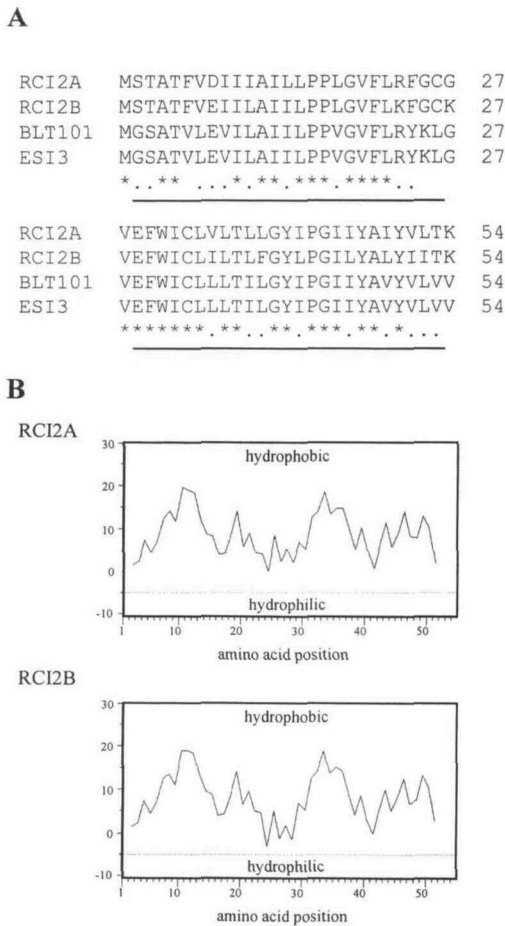 A
RCI2A MSTATFVDIIIAILLPPLGVFLRFGCG 27
RCI2B MSTATFVEIILAIILPPLGVFLKFGCK 27
BLT101 MGSATVLEVILAIILPPVGVFLRYKLG 27
ESI3 MGSATVLEVILAIILPPVGVFLRYKLG 27
*..** ...*.**.***.****..
RCI2A VEFWICLVLTLLGYIPGIIYAIYVLTK 54
RCI2B VEFWICLILTLFGYLPGILYALYIITK 54
BLT101 VEFWICLLLTILGYIPGIIYAVYVLVV 54
ESI3 VEFWICLLLTILGYIPGIIYAVYVLVV 54
*******.**..**.***.**.*...
B
RCI2A
30
hydrophobic
20
10
0
hydrophilic
-10
1 10 20 30 40 50
amino acid position
RCI2B
30
hydrophobic
20
10
0
hydrophilic
-10
1 10 20 30 40 50
amino acid position